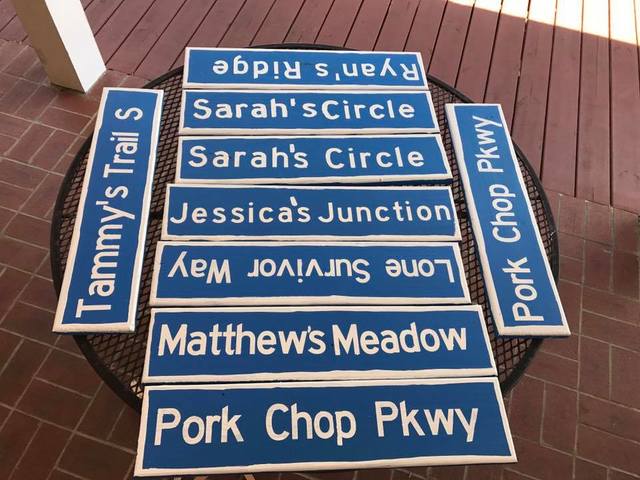 Ryan's Ridge
Sarah'sCircle
Sarah's Circle
Jessica's Junction
Lone Survivor Way
Matthew's Meadow
Pork Chop Pkwy
Tammy's Trail S
Pork Chop Pkwy